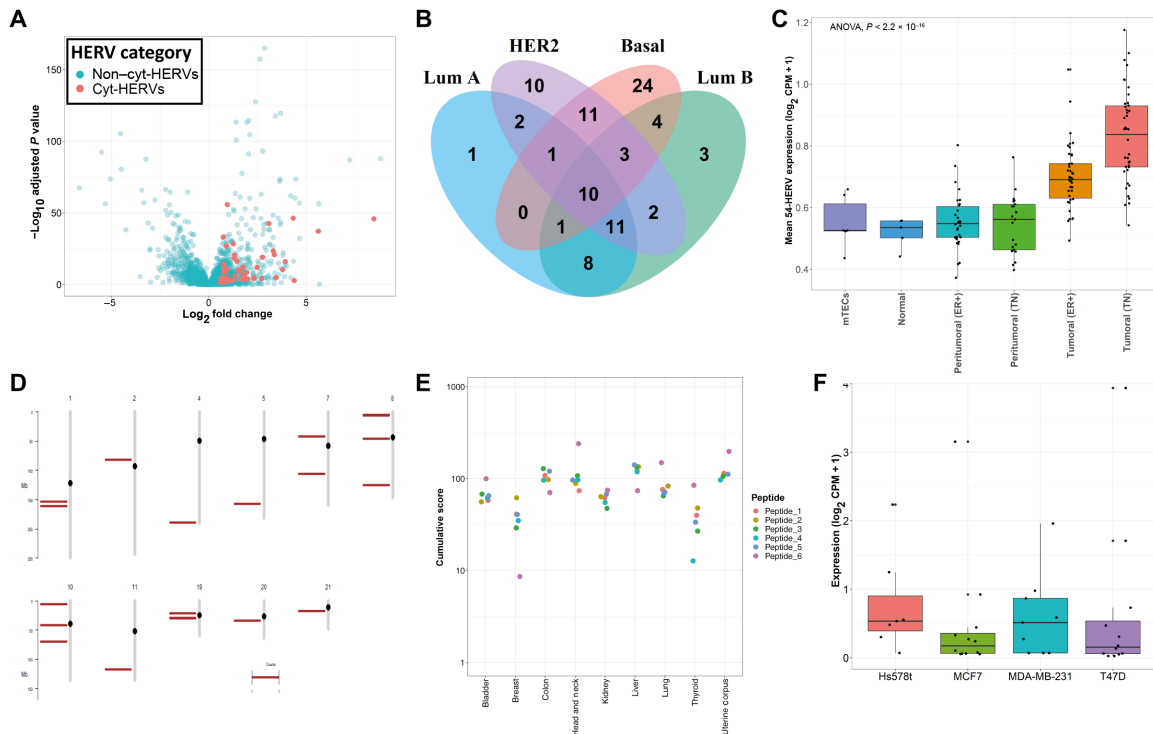 A
HERV category
Non–cyt-HERVs
Cyt-HERVs
−Log10 adjusted P value
150
100
50
0
−5
0
5
Log2 fold change
B
HER2
Basal
Lum A
Lum B
10
24
2
11
4
1
1
3
3
10
0
2
1
11
8
C
ANOVA, P < 2.2 × 10−16
Mean 54-HERV expression (log2 CPM + 1)
1.2
1.0
0.8
0.6
0.4
mTECs
Normal
Peritumoral (ER+)
Peritumoral (TN)
Tumoral (ER+)
Tumoral (TN)
D
1
2
4
5
7
8
10
11
19
20
21
E
Cumulative score
1000
100
10
1
Bladder
Breast
Colon
Head and neck
Kidney
Liver
Lung
Thyroid
Uterine corpus
Peptide
Peptide_1
Peptide_2
Peptide_3
Peptide_4
Peptide_5
Peptide_6
F
Expression (log2 CPM + 1)
4
2
1
0
Hs578t
MCF7
MDA-MB-231
T47D